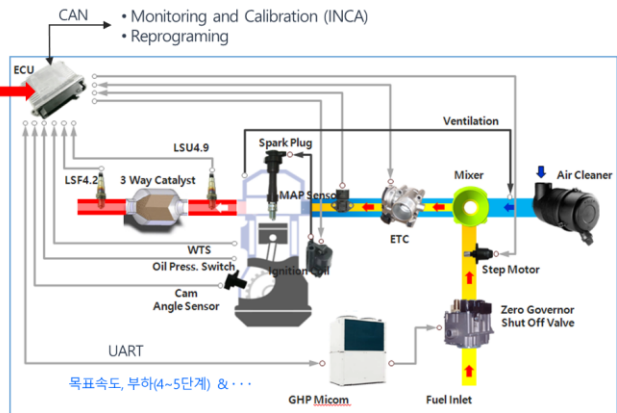 CAN
• Monitoring and Calibration (INCA)
• Reprograming
ECU
Ventilation
Spark Plug
LSU4.9
LSF4.2
3 Way Catalyst
MAP Sensor
Mixer
Air Cleaner
ETC
WTS
Oil Press. Switch
Ignition Coil
Step Motor
Cam
Angle Sensor
Zero Governor
Shut Off Valve
UART
목표속도, 부하(4~5단계) & · · ·
GHP Micom
Fuel Inlet